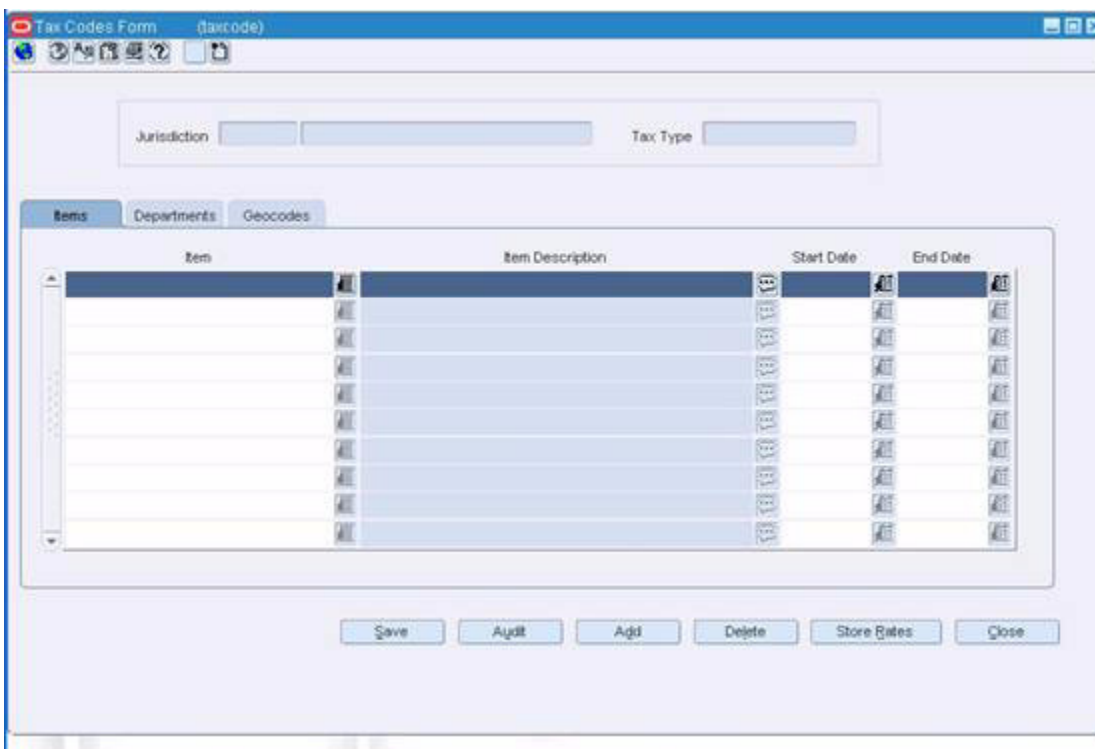 Tax Codes Form (taxcode)
Jurisdiction Tax Type
Items Departments Geocodes
Item Item Description Start Date End Date
Save Audit Add Delete Store Rates Close